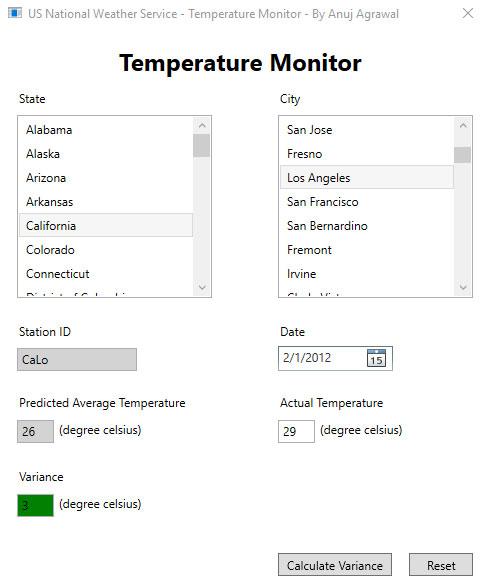 US National Weather Service - Temperature Monitor - By Anuj Agrawal
Temperature Monitor
State
City
Alabama
Alaska
Arizona
Arkansas
California
Colorado
Connecticut
San Jose
Fresno
Los Angeles
San Francisco
San Bernardino
Fremont
Irvine
Station ID
Date
CaLo
2/1/2012
15
Predicted Average Temperature
Actual Temperature
26 (degree celsius)
29 (degree celsius)
Variance
3 (degree celsius)
Calculate Variance
Reset